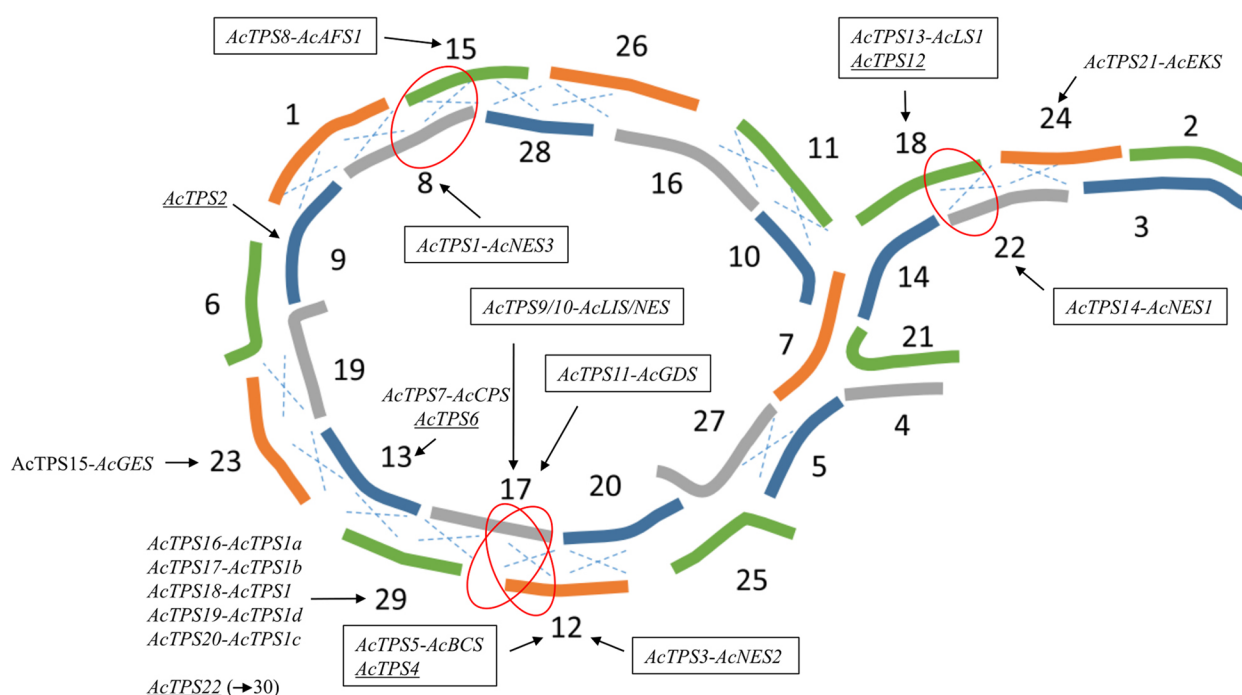 AcTPS8-AcAFS1
15
26
AcTPS13-AcLS1
AcTPS12
AcTPS21-AcEKS
1
28
8
16
11
18
24
2
AcTPS2
9
AcTPS1-AcNES3
10
22
3
14
6
AcTPS9/10-AcLIS/NES
AcTPS14-AcNES1
7
21
19
AcTPS11-AcGDS
AcTPS7-AcCPS
AcTPS6
27
4
AcTPS15-AcGES
23
13
17
20
5
AcTPS16-AcTPS1a
AcTPS17-AcTPS1b
AcTPS18-AcTPS1
AcTPS19-AcTPS1d
AcTPS20-AcTPS1c
29
25
12
AcTPS5-AcBCS
AcTPS4
AcTPS3-AcNES2
AcTPS22 (→30)